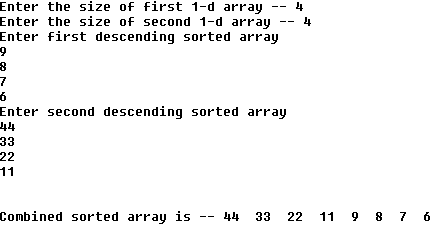 Enter the size of first 1-d array -- 4
Enter the size of second 1-d array -- 4
Enter first descending sorted array
9
8
7
6
Enter second descending sorted array
44
33
22
11
Combined sorted array is -- 44  33  22  11  9  8  7  6